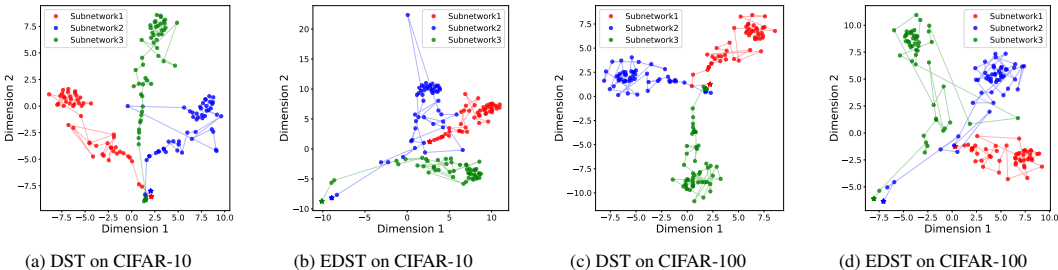 Subnetwork1
Subnetwork2
Subnetwork3
7.5
5.0
2.5
0.0
−2.5
−5.0
−7.5
Dimension 2
−7.5 −5.0 −2.5 0.0 2.5 5.0 7.5 10.0
Dimension 1
(a) DST on CIFAR-10
Subnetwork1
Subnetwork2
Subnetwork3
20
15
10
5
0
−5
−10
Dimension 2
−10 −5 0 5 10
Dimension 1
(b) EDST on CIFAR-10
Subnetwork1
Subnetwork2
Subnetwork3
7.5
5.0
2.5
0.0
−2.5
−5.0
−7.5
−10.0
Dimension 2
−7.5 −5.0 −2.5 0.0 2.5 5.0 7.5
Dimension 1
(c) DST on CIFAR-100
Subnetwork1
Subnetwork2
Subnetwork3
10.0
7.5
5.0
2.5
0.0
−2.5
−5.0
Dimension 2
−7.5 −5.0 −2.5 0.0 2.5 5.0 7.5 10.0
Dimension 1
(d) EDST on CIFAR-100